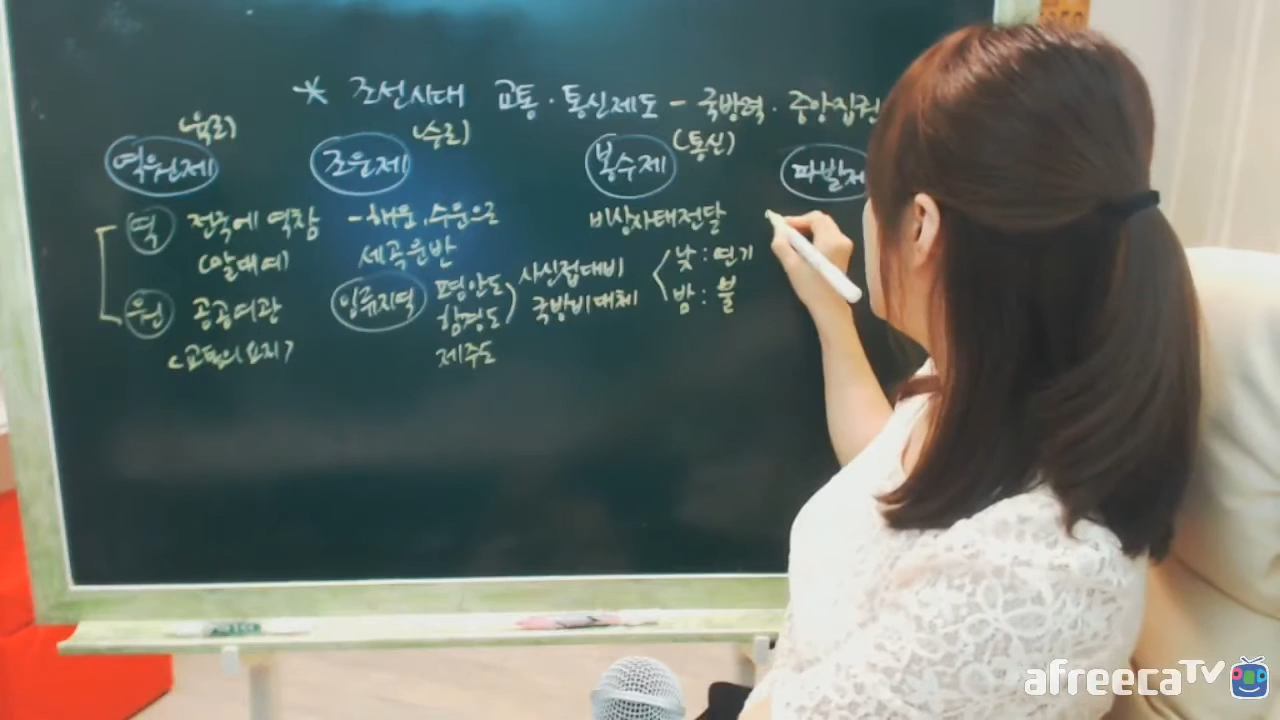 * 조선시대 교통·통신제도 - 국방력·중앙집권
(육로)
역원제
역 전국에 역참
(말대여)
원 공공여관
(교통의 요지)
(수로)
조운제
- 해운, 수운으로
세곡운반
잉류지역 평안도
함경도
제주도
사신접대비
국방비 대체
(통신)
봉수제
비상사태전달
낮 : 연기
밤 : 불
파발제
afreecaTV